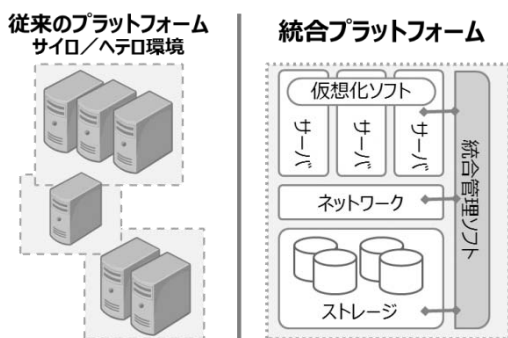 従来のプラットフォーム
サイロ／ヘテロ環境
統合プラットフォーム
仮想化ソフト
サーバ
サーバ
サーバ
ネットワーク
ストレージ
統合管理ソフト